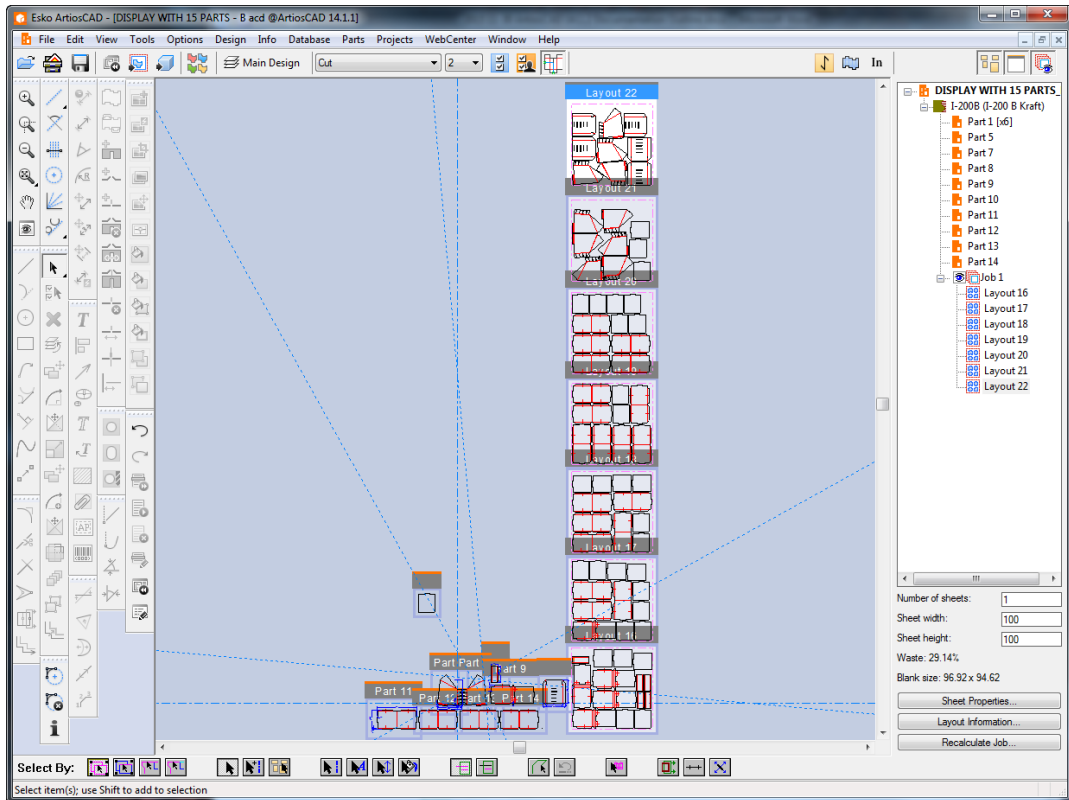 Esko ArtiosCAD - [DISPLAY WITH 15 PARTS - B acd @ArtiosCAD 14.1.1]
File Edit View Tools Options Design Info Database Parts Projects WebCenter Window Help
Main Design Cut 2 In
Layout 22
Layout 21
Layout 20
Layout 19
Layout 18
Layout 17
Layout 16
Part Part
Part 9
Part 11 Part 12 Part 13 Part 14
DISPLAY WITH 15 PARTS_
I-200B (I-200 B Kraft)
Part 1 [x6]
Part 5
Part 7
Part 8
Part 9
Part 10
Part 11
Part 12
Part 13
Part 14
Job 1
Layout 16
Layout 17
Layout 18
Layout 19
Layout 20
Layout 21
Layout 22
Number of sheets: 1
Sheet width: 100
Sheet height: 100
Waste: 29.14%
Blank size: 96.92 x 94.62
Sheet Properties...
Layout Information...
Recalculate Job...
Select By:
Select item(s); use Shift to add to selection